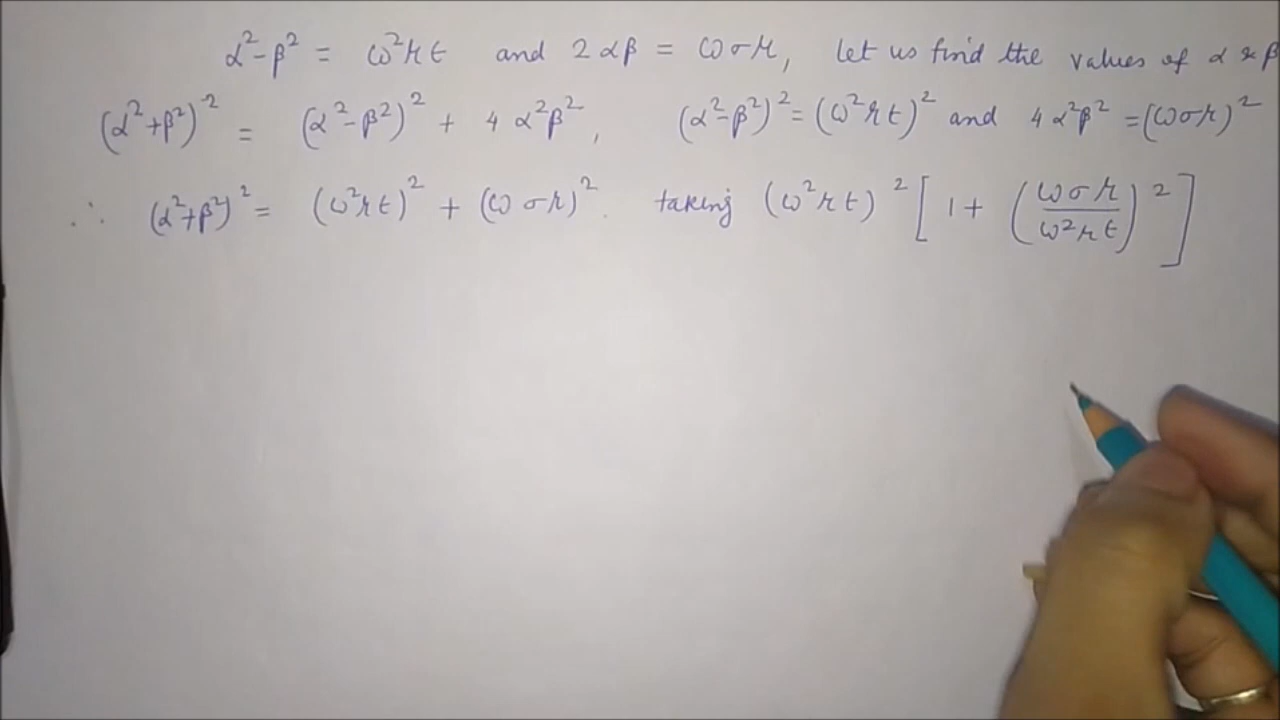 α²-β² = ω²μϵ and 2αβ = ωσμ, let us find the values of α & β
(α²+β²)² = (α²-β²)² + 4α²β², (α²-β²)² = (ω²μϵ)² and 4α²β² = (ωσμ)²
∴ (α²+β²)² = (ω²μϵ)² + (ωσμ)². taking (ω²μϵ)² [1 + (ωσμ/ω²μϵ)²]